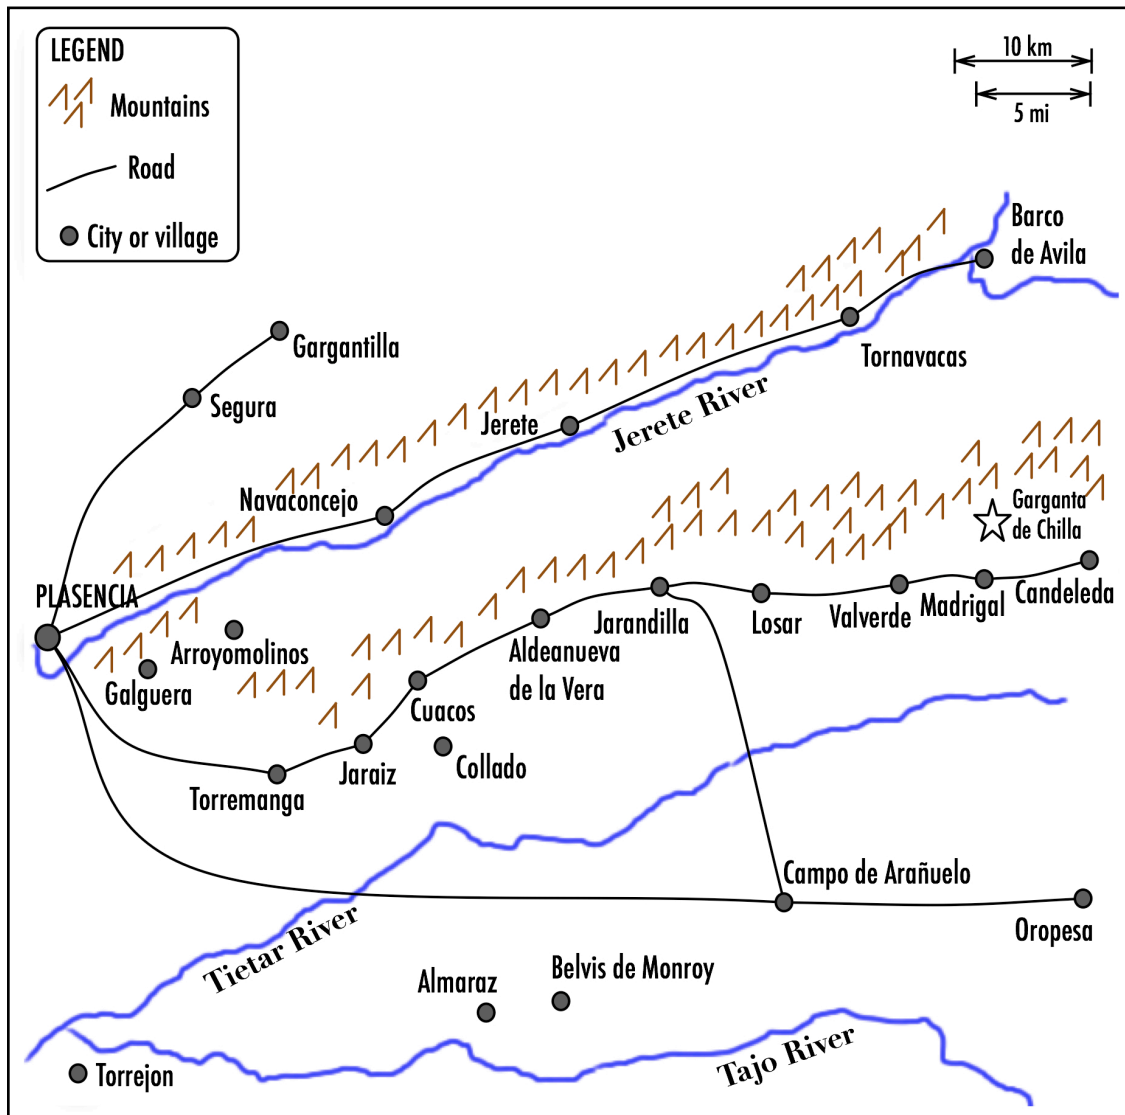 LEGEND
Mountains
Road
City or village
10 km
5 mi
Barco
de Avila
Gargantilla
Tornavacas
Segura
Jerete
Jerete River
Navaconcejo
Garganta
de Chilla
PLASENCIA
Arroyomolinos
Galguera
Jarandilla
Losar
Valverde
Madrigal
Candeleda
Aldeanueva
de la Vera
Cuacos
Collado
Jaraiz
Torremanga
Campo de Arañuelo
Oropesa
Tietar River
Almaraz
Belvis de Monroy
Tajo River
Torrejon